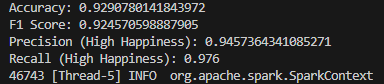 Accuracy: 0.9290780141843972
F1 Score: 0.924570598887905
Precision (High Happiness): 0.9457364341085271
Recall (High Happiness): 0.976
46743 [Thread-5] INFO  org.apache.spark.SparkContext